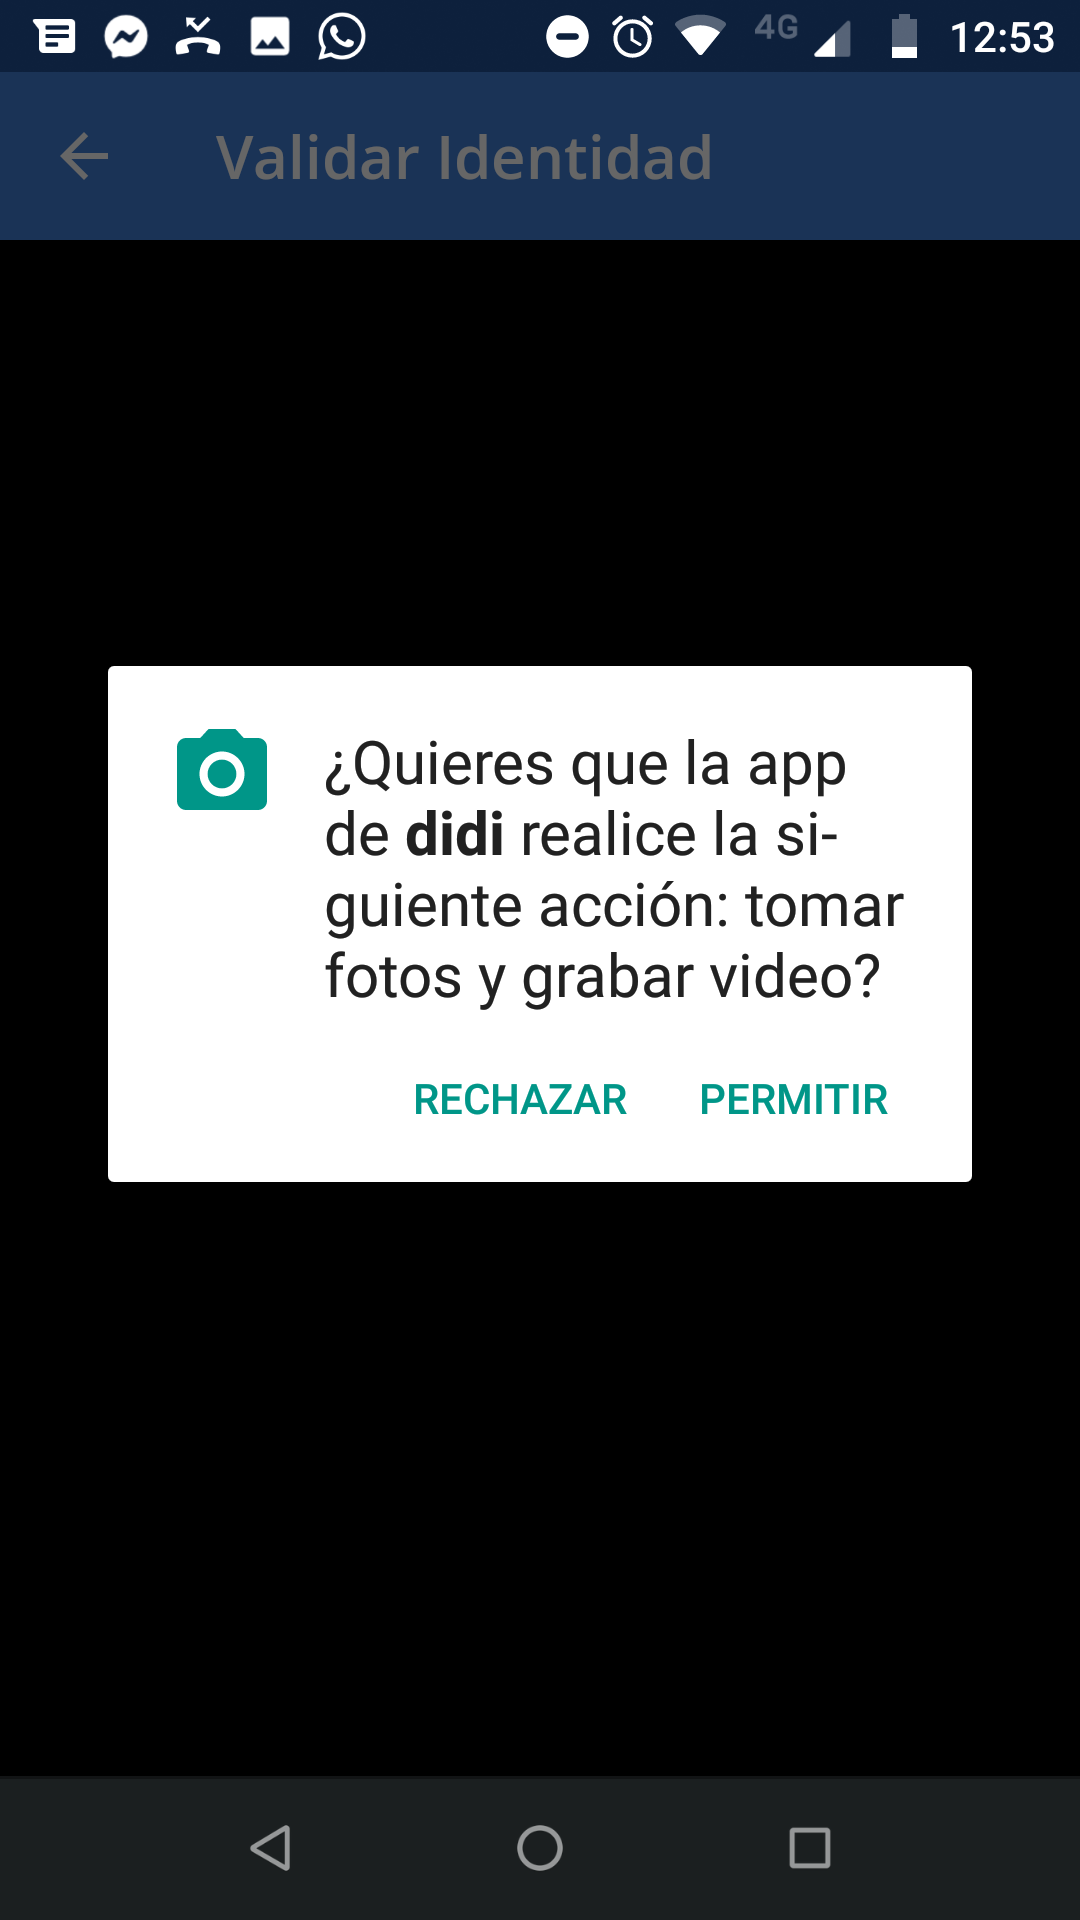 4G 12:53
Validar Identidad
¿Quieres que la app
de didi realice la si-
guiente acción: tomar
fotos y grabar video?
RECHAZAR PERMITIR